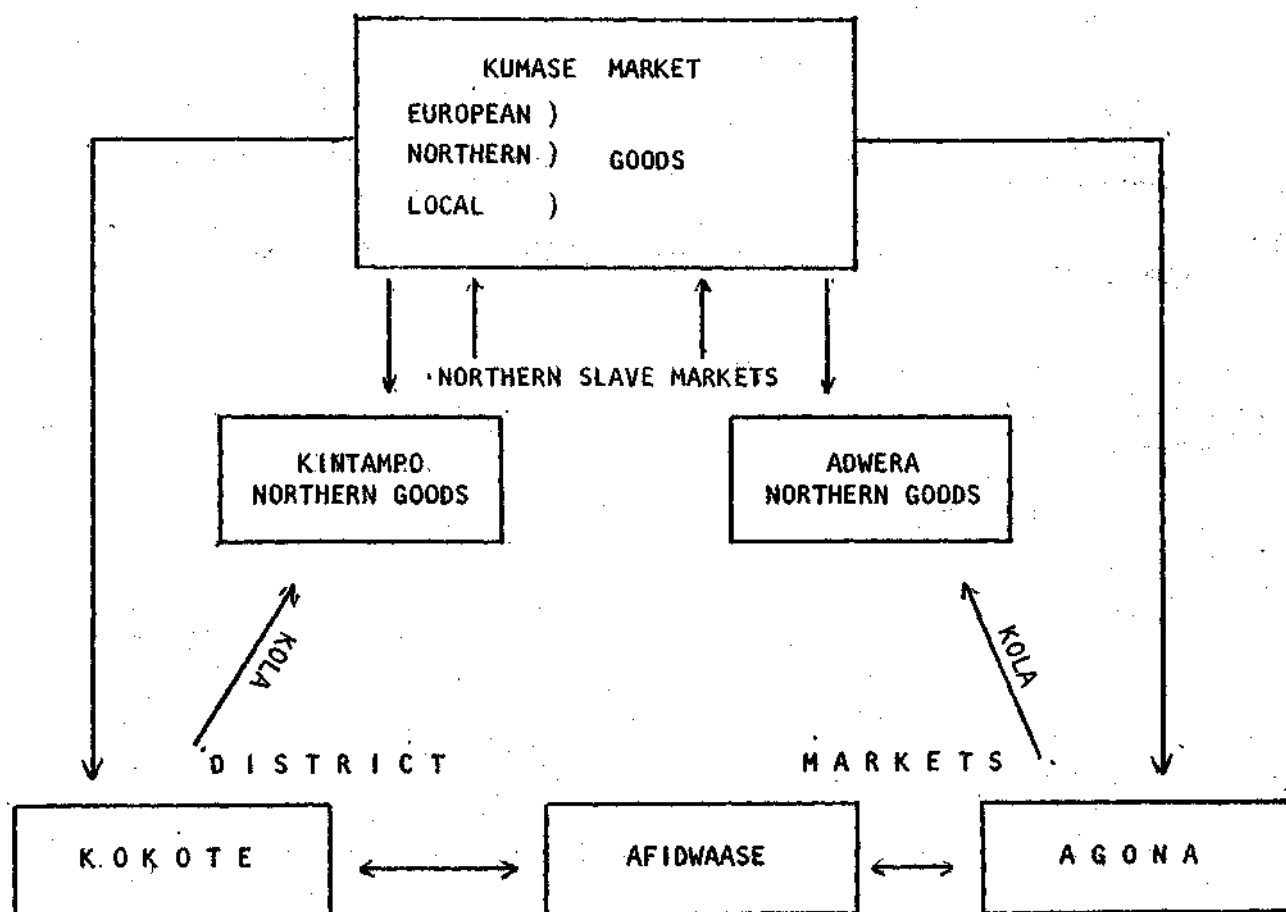 KUMASE MARKET
EUROPEAN )
NORTHERN ) GOODS
LOCAL )
NORTHERN SLAVE MARKETS
KINTAMPO
NORTHERN GOODS
ADWERA
NORTHERN GOODS
KOLA
KOLA
DISTRICT MARKETS
KOKOTE
AFIDWAASE
AGONA